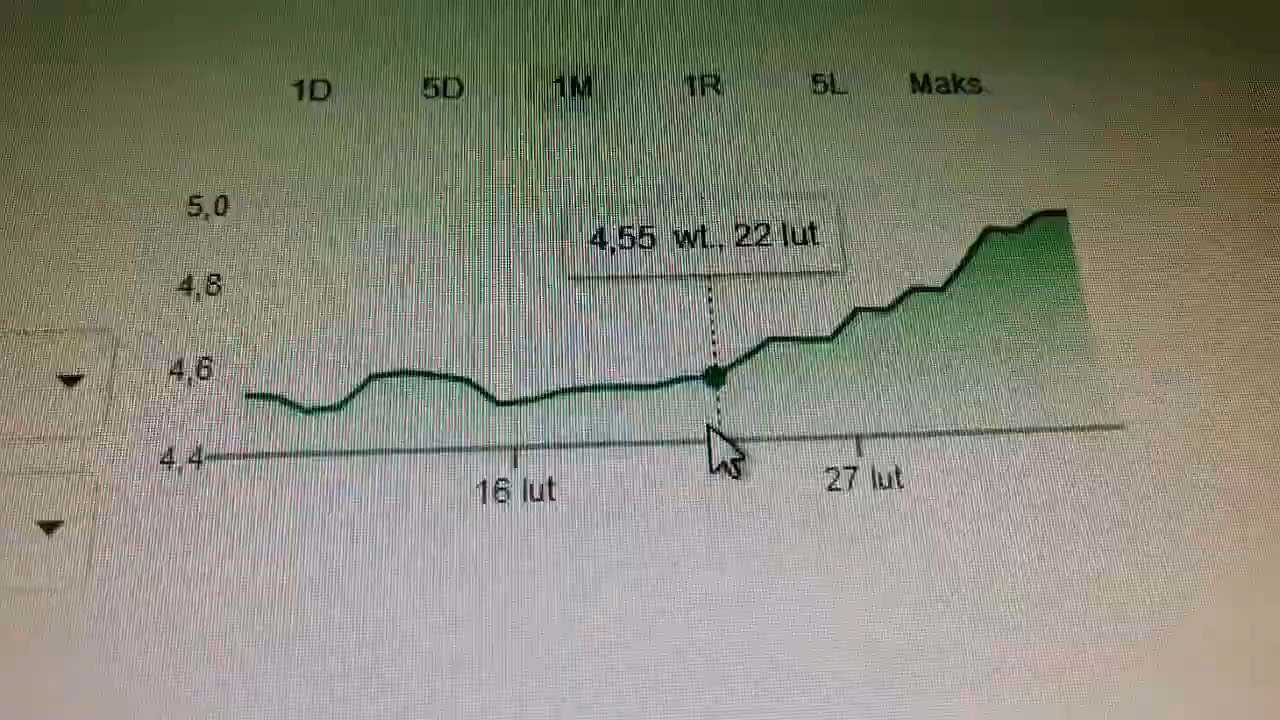 1D 5D 1M 1R 5L Maks.
5,0
4,55 wt., 22 lut
4,8
4,6
4,4
16 lut 27 lut